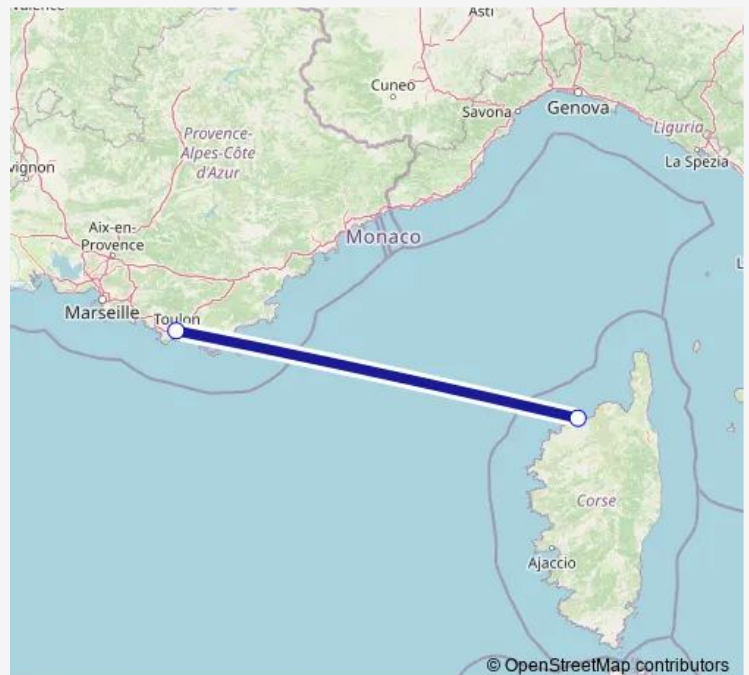 Asti
Cuneo
Savona
Genova
Liguria
La Spezia
Provence-
Alpes-Côte
d'Azur
vignon
Aix-en-
Provence
Monaco
Marseille
Toulon
Corse
Ajaccio
© OpenStreetMap contributors